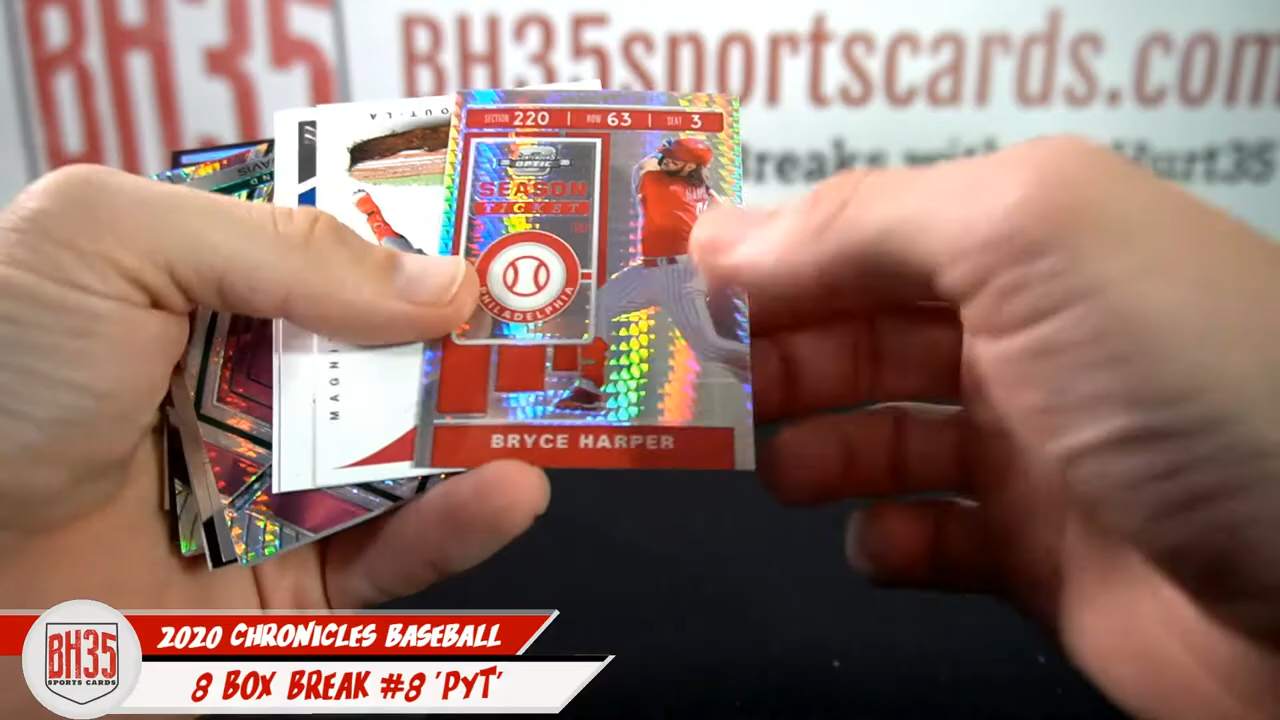 BH35
BH35sportscards.com
SECTION 220 | ROW 63 | SEAT 3
OPTIC
SEASON
TICKET
PHILADELPHIA
BRYCE HARPER
BH35
SPORTS CARDS
2020 CHRONICLES BASEBALL
8 BOX BREAK #8 'PYT'